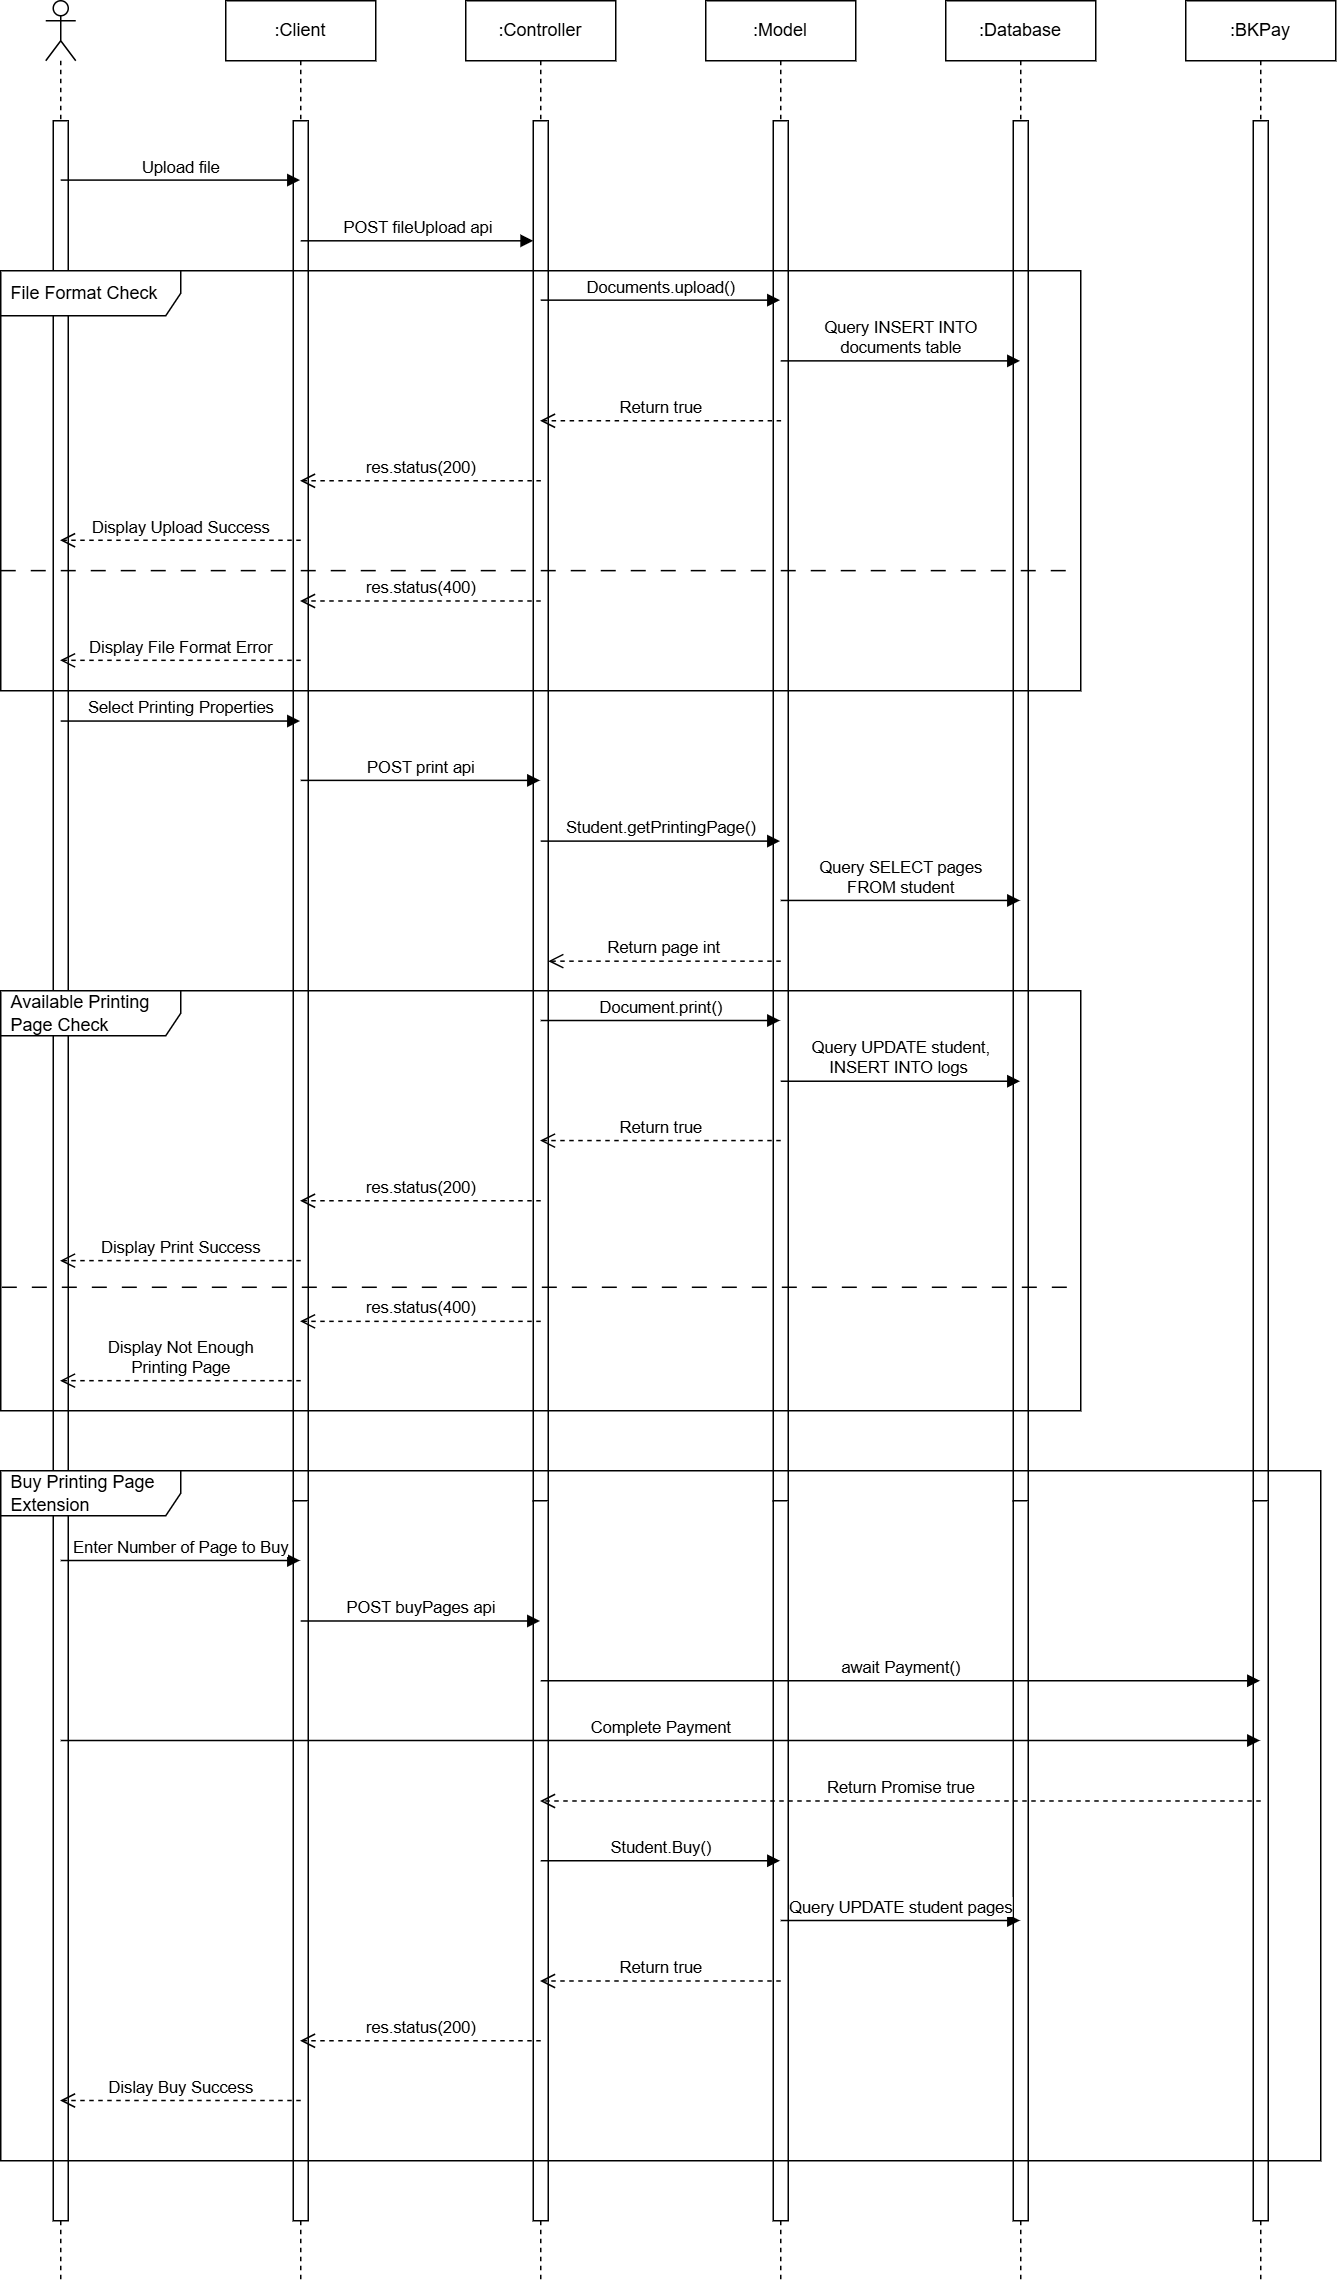 :Client
:Controller
:Model
:Database
:BKPay
Upload file
POST fileUpload api
File Format Check
Documents.upload()
Query INSERT INTO
documents table
Return true
res.status(200)
Display Upload Success
res.status(400)
Display File Format Error
Select Printing Properties
POST print api
Student.getPrintingPage()
Query SELECT pages
FROM student
Return page int
Available Printing
Page Check
Document.print()
Query UPDATE student,
INSERT INTO logs
Return true
res.status(200)
Display Print Success
res.status(400)
Display Not Enough
Printing Page
Buy Printing Page
Extension
Enter Number of Page to Buy
POST buyPages api
await Payment()
Complete Payment
Return Promise true
Student.Buy()
Query UPDATE student pages
Return true
res.status(200)
Dislay Buy Success